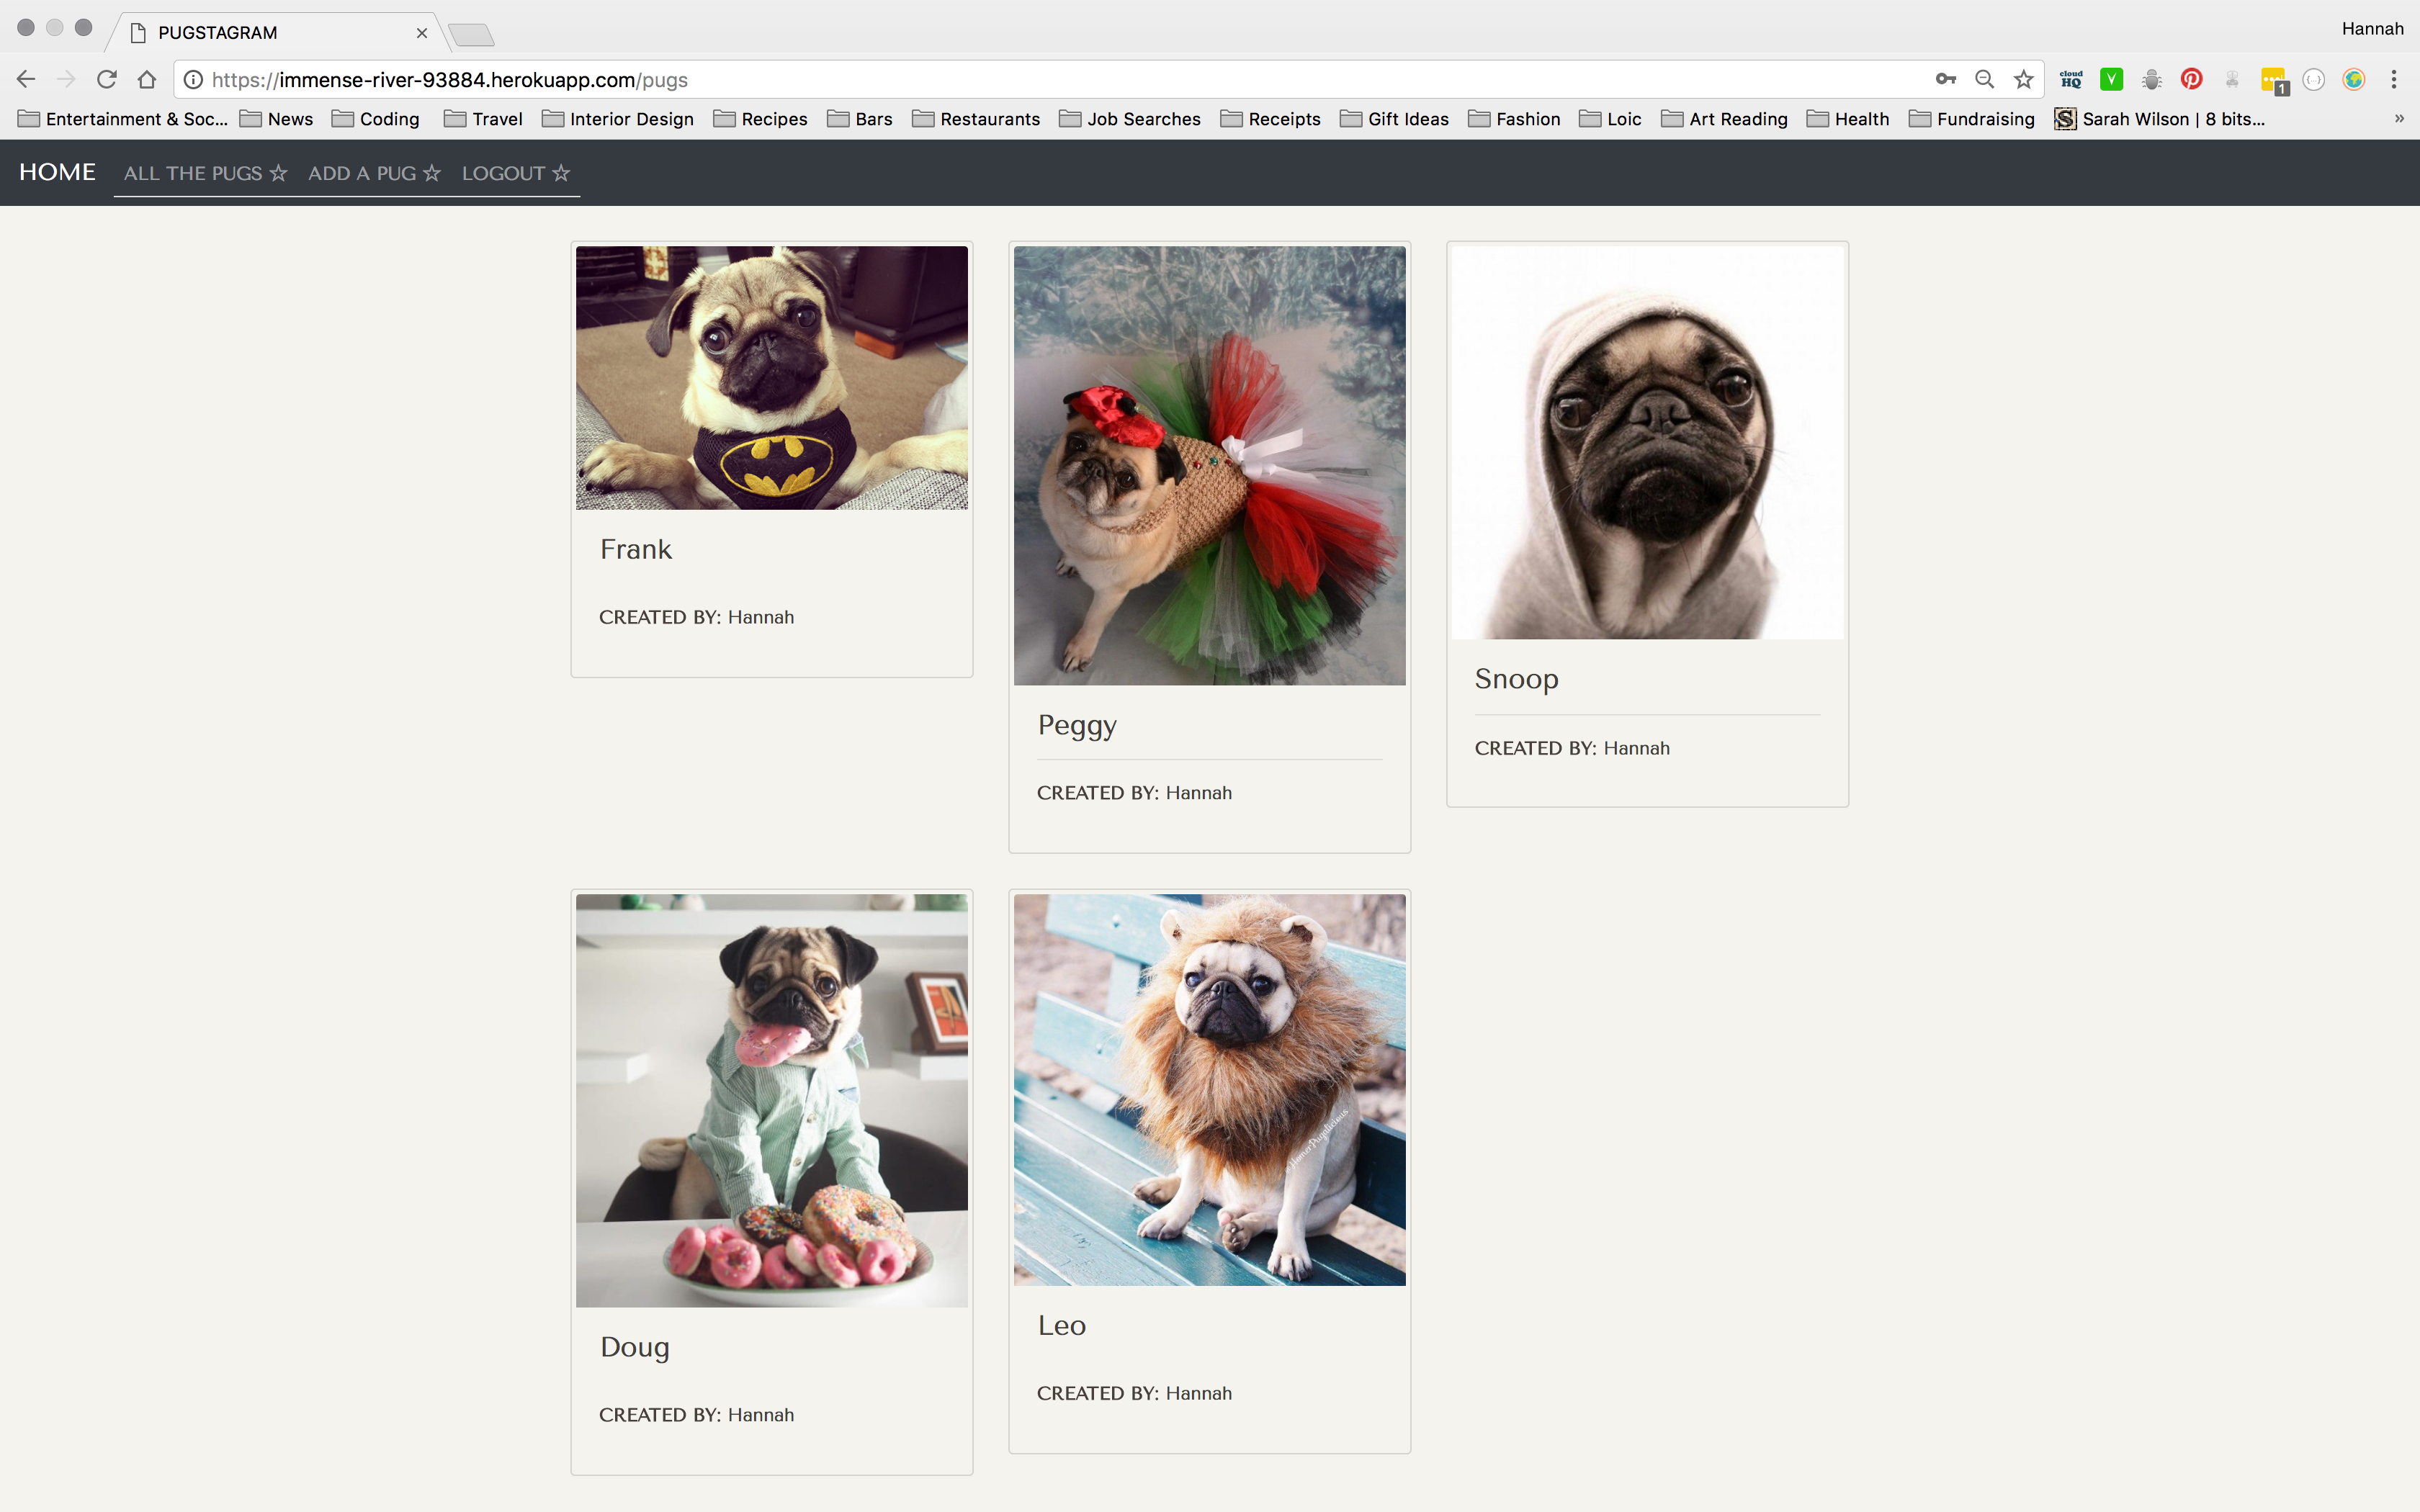 PUGSTAGRAM
Hannah
https://immense-river-93884.herokuapp.com/pugs
cloud HQ
1
Entertainment & Soc... News Coding Travel Interior Design Recipes Bars Restaurants Job Searches Receipts Gift Ideas Fashion Loic Art Reading Health Fundraising Sarah Wilson | 8 bits... »
HOME ALL THE PUGS ☆ ADD A PUG ☆ LOGOUT ☆
Frank
CREATED BY: Hannah
Peggy
CREATED BY: Hannah
Snoop
CREATED BY: Hannah
Doug
CREATED BY: Hannah
Leo
CREATED BY: Hannah